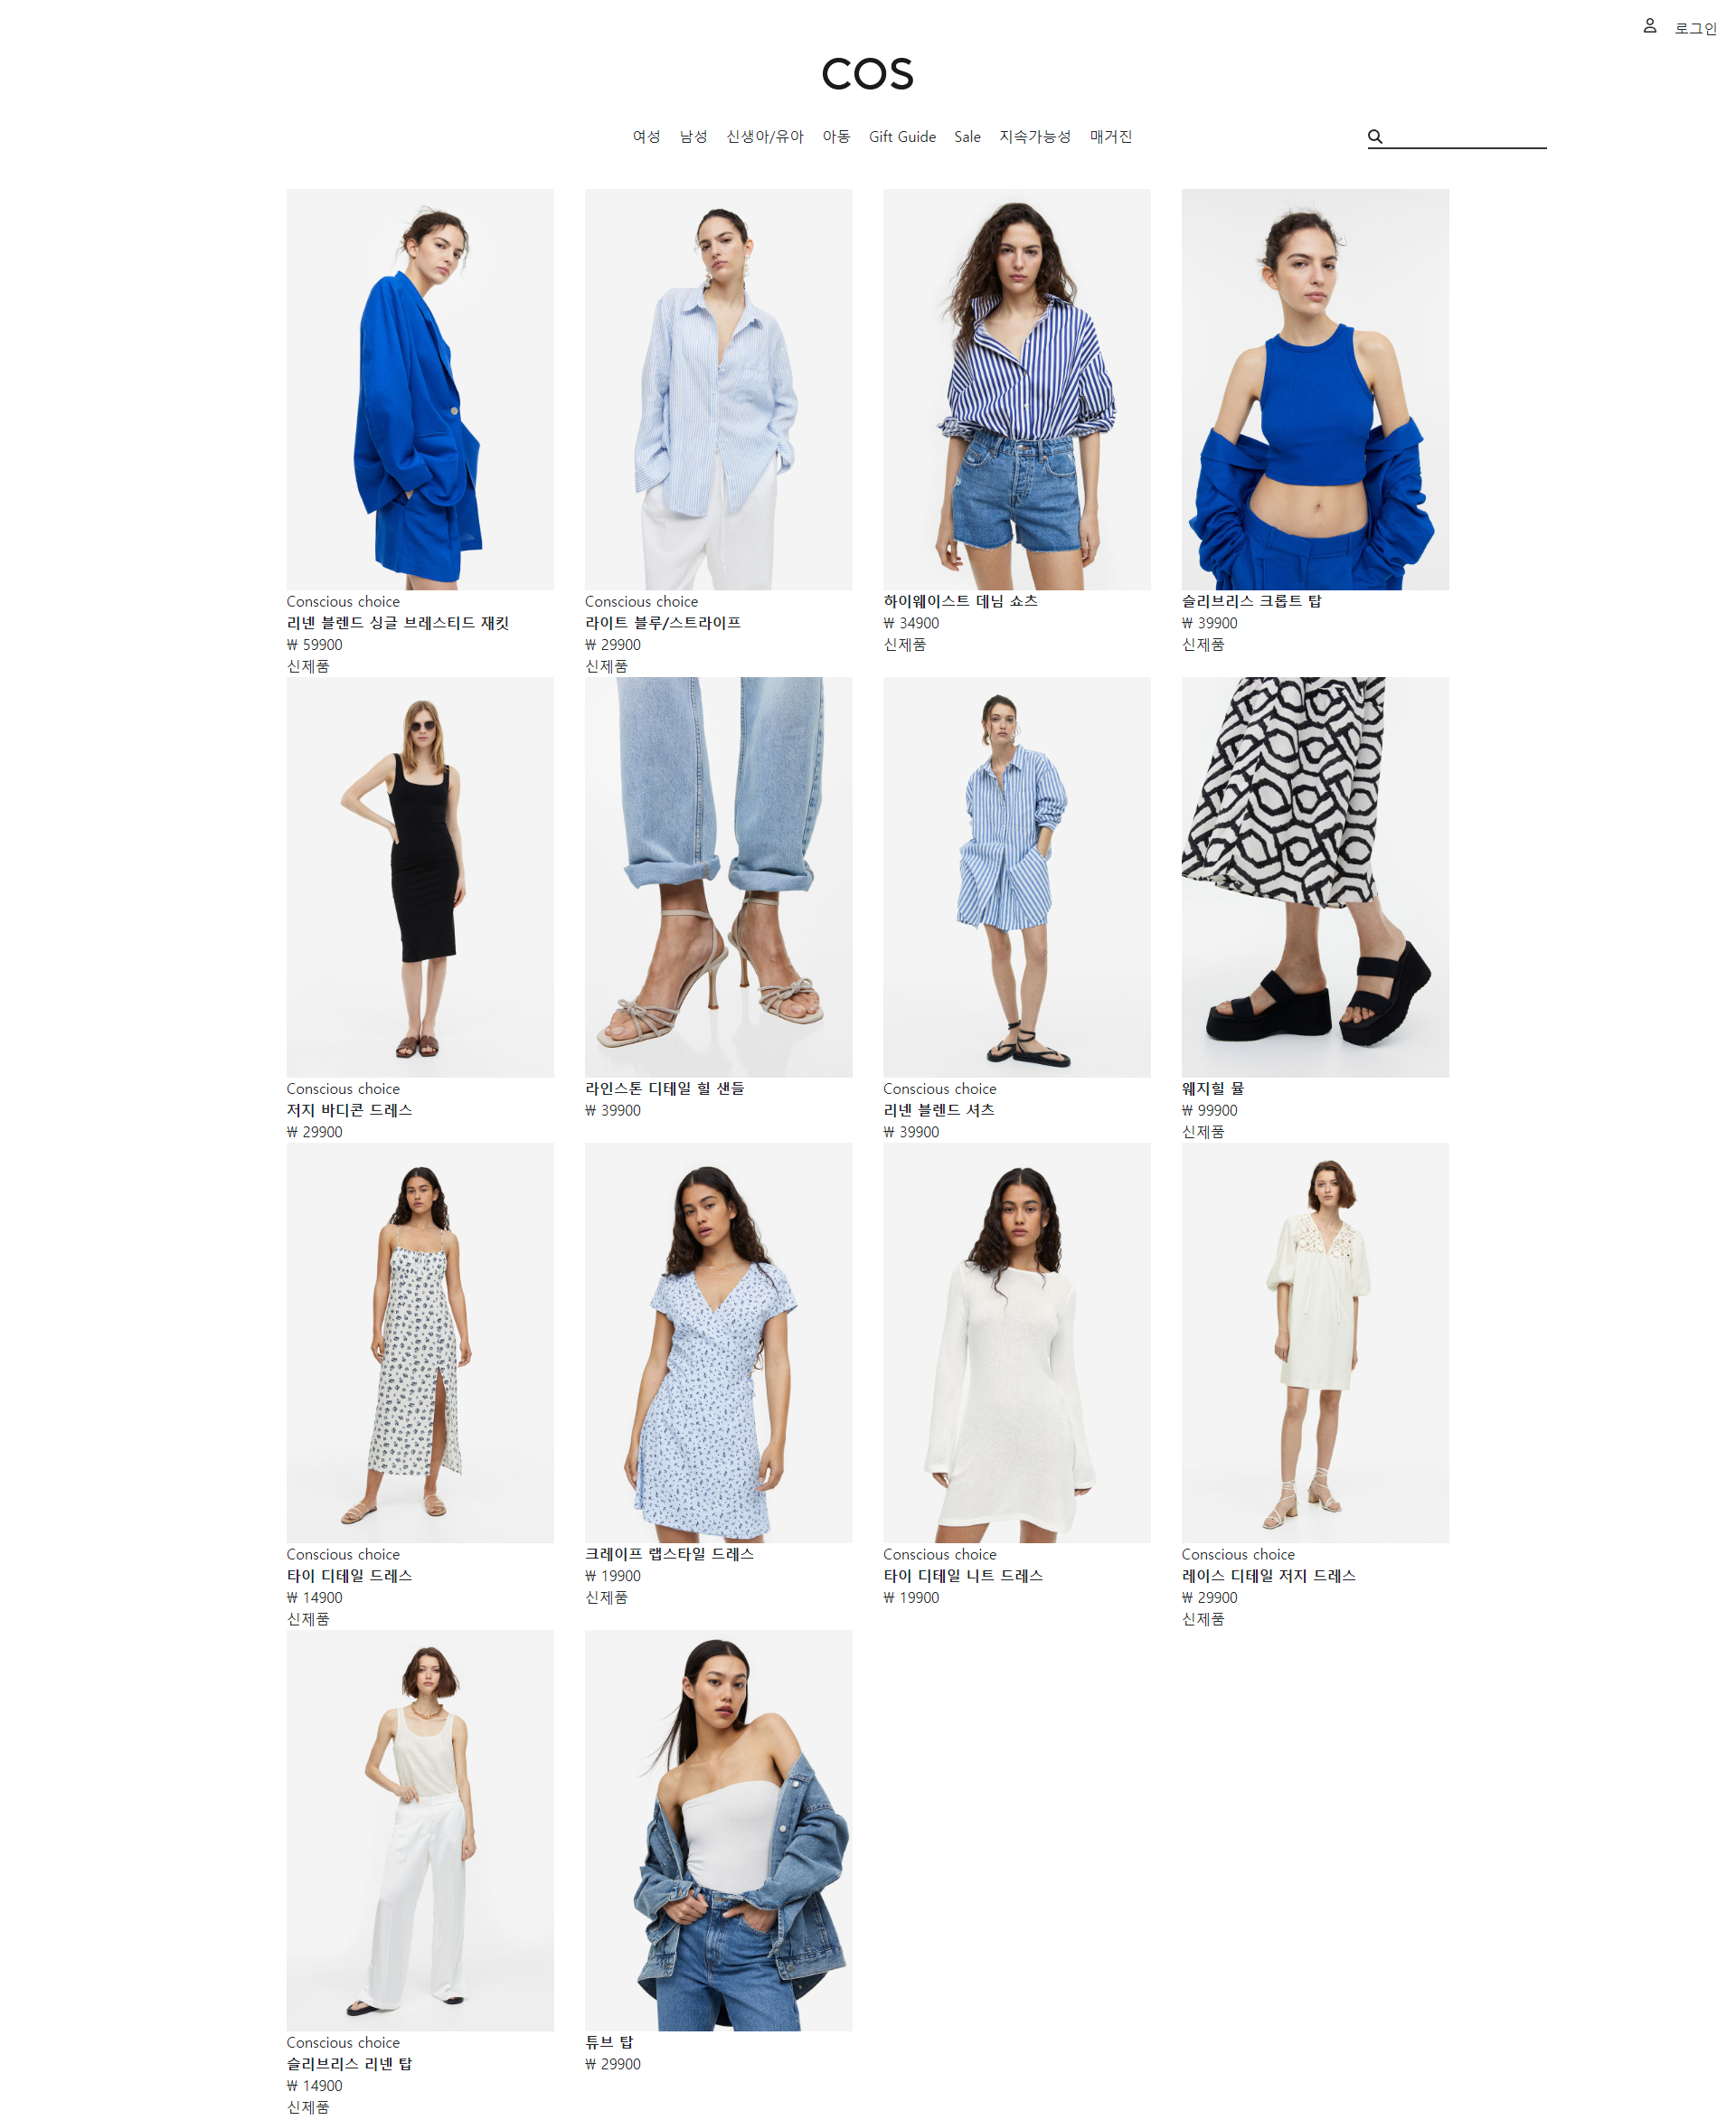 로그인
COS
여성 남성 신생아/유아 아동 Gift Guide Sale 지속가능성 매거진
Conscious choice
리넨 블렌드 싱글 브레스티드 재킷
₩ 59900
신제품
Conscious choice
라이트 블루/스트라이프
₩ 29900
신제품
하이웨이스트 데님 쇼츠
₩ 34900
신제품
슬리브리스 크롭트 탑
₩ 39900
신제품
Conscious choice
저지 바디콘 드레스
₩ 29900
라인스톤 디테일 힐 샌들
₩ 39900
Conscious choice
리넨 블렌드 셔츠
₩ 39900
웨지힐 뮬
₩ 99900
신제품
Conscious choice
타이 디테일 드레스
₩ 14900
신제품
크레이프 랩스타일 드레스
₩ 19900
신제품
Conscious choice
타이 디테일 니트 드레스
₩ 19900
Conscious choice
레이스 디테일 저지 드레스
₩ 29900
신제품
Conscious choice
슬리브리스 리넨 탑
₩ 14900
신제품
튜브 탑
₩ 29900